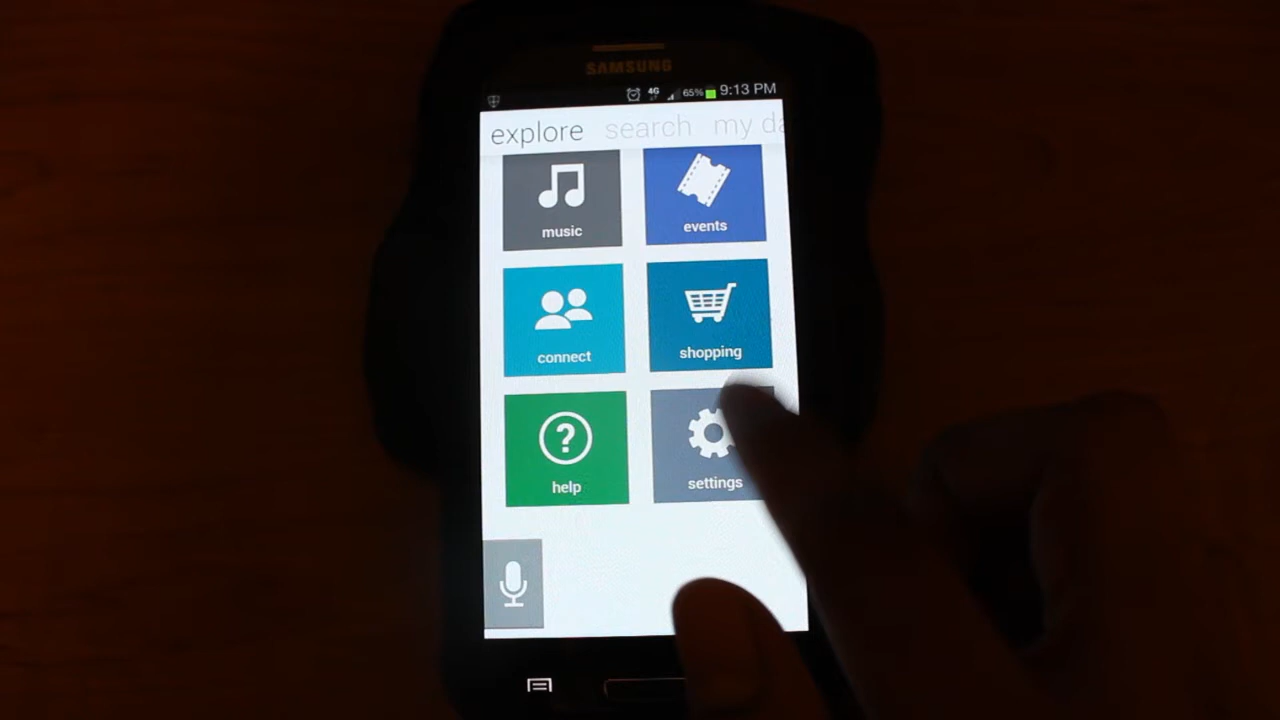 SAMSUNG
4G 65% 9:13 PM
explore search my da
music events
connect shopping
help settings